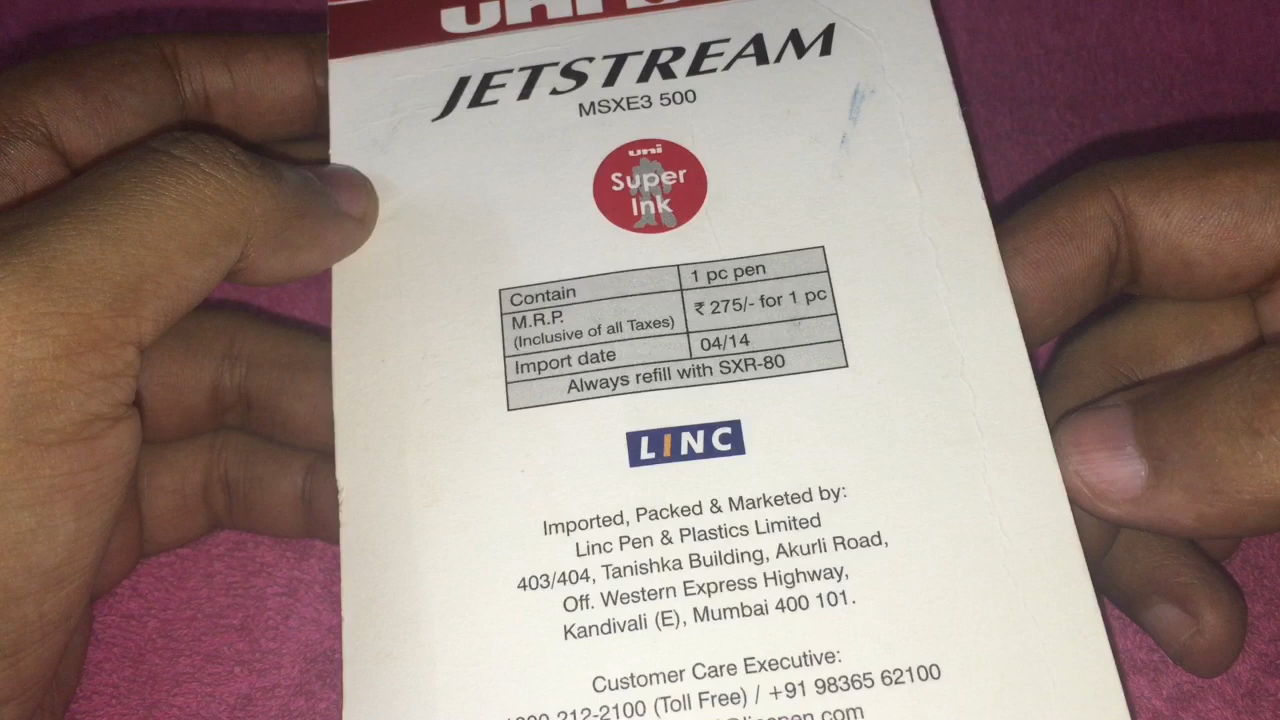 JETSTREAM
MSXE3 500
uni
Super
Ink
Contain 1 pc pen
M.R.P.
(Inclusive of all Taxes) ₹ 275/- for 1 pc
Import date 04/14
Always refill with SXR-80
LINC
Imported, Packed & Marketed by:
Linc Pen & Plastics Limited
403/404, Tanishka Building, Akurli Road,
Off. Western Express Highway,
Kandivali (E), Mumbai 400 101.
Customer Care Executive:
212-2100 (Toll Free) / +91 98365 62100